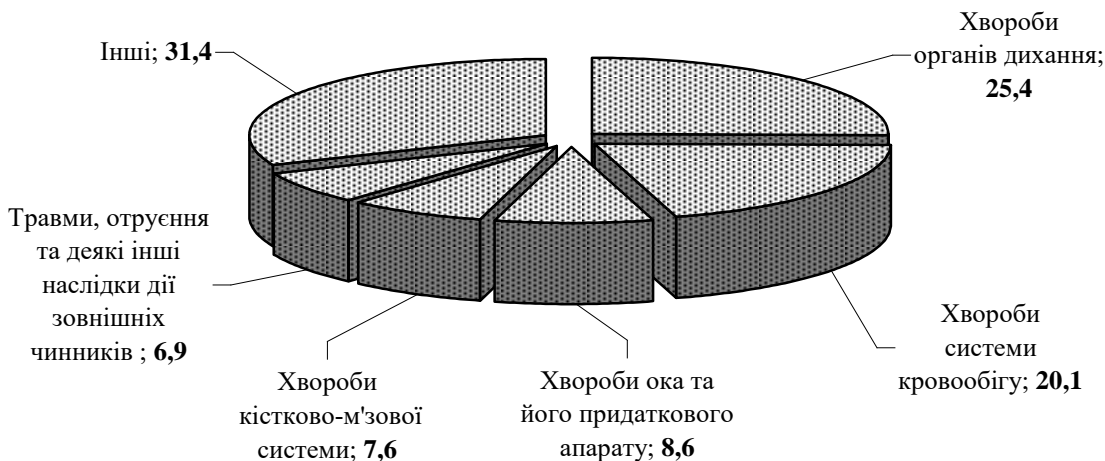 Інші; 31,4
Хвороби
органів дихання;
25,4
Травми, отруєння
та деякі інші
наслідки дії
зовнішніх
чинників ; 6,9
Хвороби
кістково-м'зової
системи; 7,6
Хвороби ока та
його придаткового
апарату; 8,6
Хвороби
системи
кровообігу; 20,1